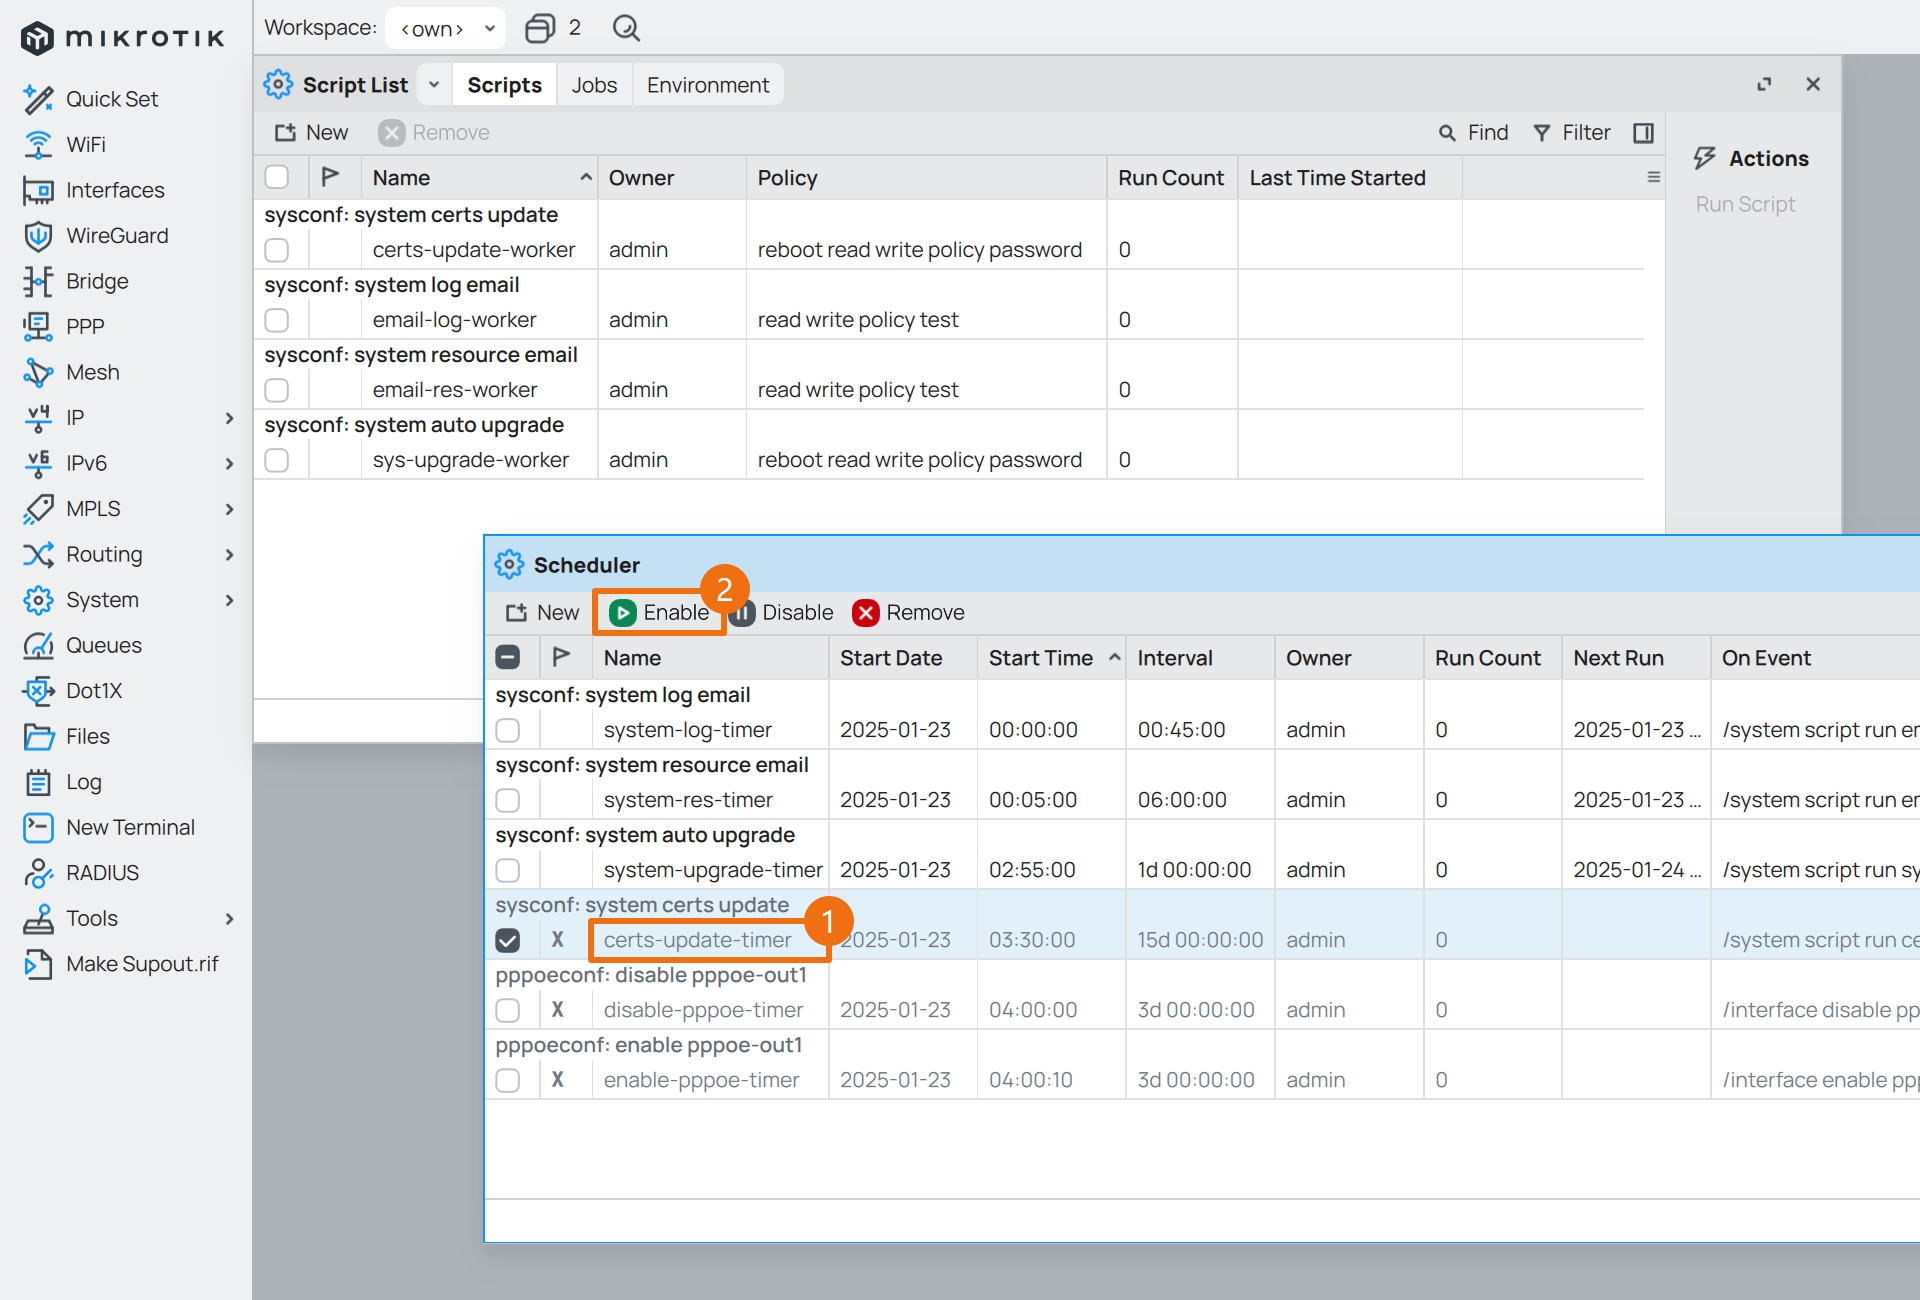 mikrotik
Workspace: <own> 2
Quick Set
WiFi
Interfaces
WireGuard
Bridge
PPP
Mesh
IP
IPv6
MPLS
Routing
System
Queues
Dot1X
Files
Log
New Terminal
RADIUS
Tools
Make Supout.rif
Script List Scripts Jobs Environment
New Remove Find Filter
Actions
Run Script
Name Owner Policy Run Count Last Time Started
sysconf: system certs update
certs-update-worker admin reboot read write policy password 0
sysconf: system log email
email-log-worker admin read write policy test 0
sysconf: system resource email
email-res-worker admin read write policy test 0
sysconf: system auto upgrade
sys-upgrade-worker admin reboot read write policy password 0
Scheduler
New Enable 2 Disable Remove
Name Start Date Start Time Interval Owner Run Count Next Run On Event
sysconf: system log email
system-log-timer 2025-01-23 00:00:00 00:45:00 admin 0 2025-01-23 ... /system script run er
sysconf: system resource email
system-res-timer 2025-01-23 00:05:00 06:00:00 admin 0 2025-01-23 ... /system script run er
sysconf: system auto upgrade
system-upgrade-timer 2025-01-23 02:55:00 1d 00:00:00 admin 0 2025-01-24 ... /system script run sy
sysconf: system certs update
X certs-update-timer 1 2025-01-23 03:30:00 15d 00:00:00 admin 0 /system script run ce
pppoeconf: disable pppoe-out1
X disable-pppoe-timer 2025-01-23 04:00:00 3d 00:00:00 admin 0 /interface disable pp
pppoeconf: enable pppoe-out1
X enable-pppoe-timer 2025-01-23 04:00:10 3d 00:00:00 admin 0 /interface enable ppp